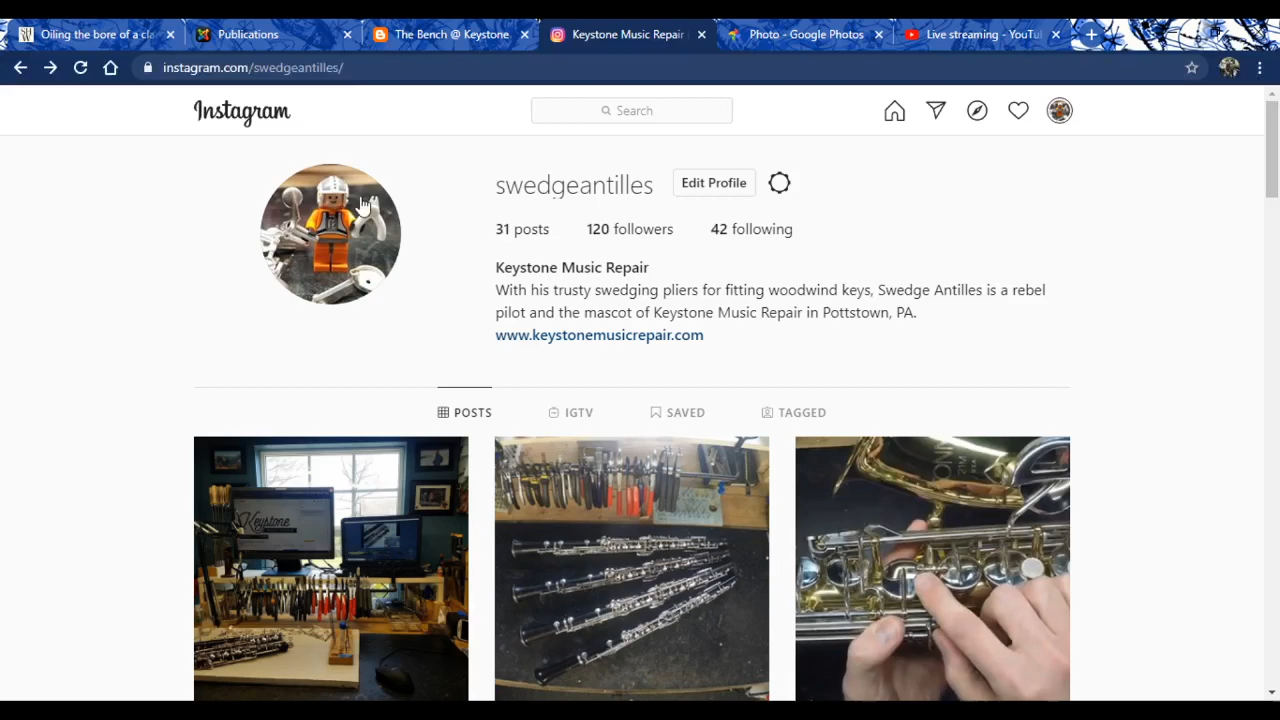 Oiling the bore of a cla
Publications
The Bench @ Keystone
Keystone Music Repair
Photo - Google Photos
Live streaming - YouTu
instagram.com/swedgeantilles/
Instagram
Search
swedgeantilles
Edit Profile
31 posts
120 followers
42 following
Keystone Music Repair
With his trusty swedging pliers for fitting woodwind keys, Swedge Antilles is a rebel
pilot and the mascot of Keystone Music Repair in Pottstown, PA.
www.keystonemusicrepair.com
POSTS
IGTV
SAVED
TAGGED
Keystone
21M